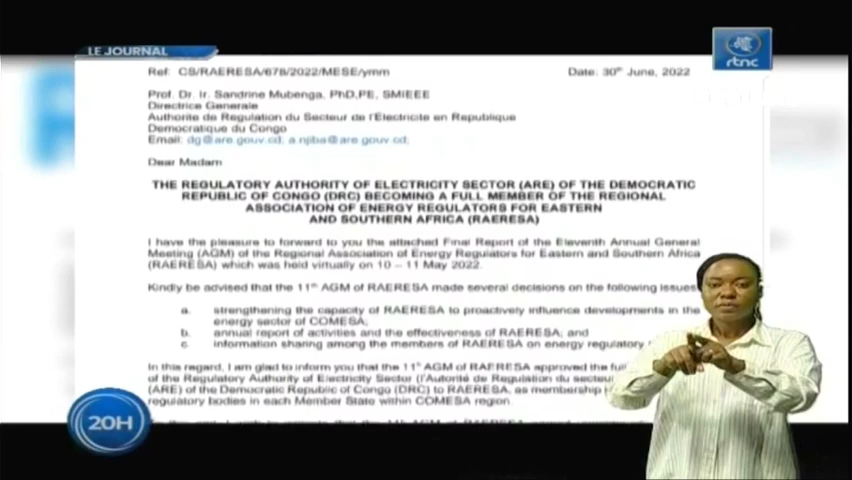 LE JOURNAL
rtnc
Ref: CS/RAERESA/678/2022/MESE/ymm Date: 30th June, 2022
Prof. Dr. Ir. Sandrine Mubenga, PhD,PE, SMIEEE
Directrice Generale
Authorite de Regulation du Secteur de l'Électricite en Republique
Democratique du Congo
Email: dg@are.gouv.cd; a.njiba@are.gouv.cd;
Dear Madam
THE REGULATORY AUTHORITY OF ELECTRICITY SECTOR (ARE) OF THE DEMOCRATIC
REPUBLIC OF CONGO (DRC) BECOMING A FULL MEMBER OF THE REGIONAL
ASSOCIATION OF ENERGY REGULATORS FOR EASTERN
AND SOUTHERN AFRICA (RAERESA)
I have the pleasure to forward to you the attached Final Report of the Eleventh Annual General
Meeting (AGM) of the Regional Association of Energy Regulators for Eastern and Southern Africa
(RAERESA) which was held virtually on 10 – 11 May 2022.
Kindly be advised that the 11th AGM of RAERESA made several decisions on the following issues
a. strengthening the capacity of RAERESA to proactively influence developments in the
energy sector of COMESA;
b. annual report of activities and the effectiveness of RAERESA; and
c. information sharing among the members of RAERESA on energy regulatory
In this regard, I am glad to inform you that the 11th AGM of RAERESA approved the full
of the Regulatory Authority of Electricity Sector (l'Autorité de Regulation du secteur
(ARE) of the Democratic Republic of Congo (DRC) to RAERESA, as membership
regulatory bodies in each Member State within COMESA region.
20H